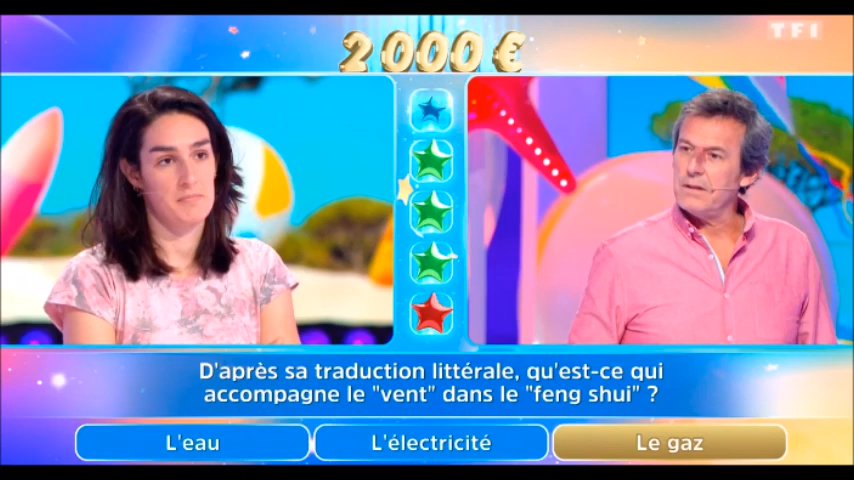 2 000 €
TF1
D'après sa traduction littérale, qu'est-ce qui
accompagne le "vent" dans le "feng shui" ?
L'eau
L'électricité
Le gaz